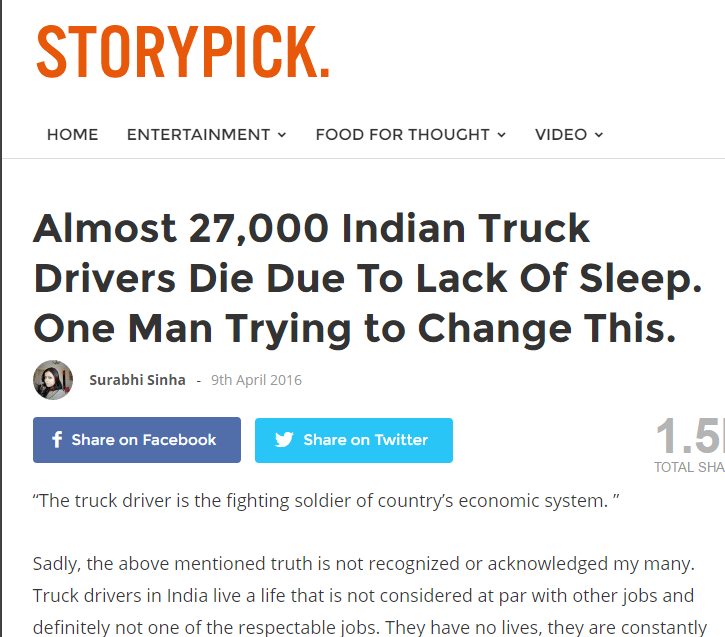 STORYPICK.
HOME ENTERTAINMENT FOOD FOR THOUGHT VIDEO
Almost 27,000 Indian Truck
Drivers Die Due To Lack Of Sleep.
One Man Trying to Change This.
Surabhi Sinha - 9th April 2016
f Share on Facebook Share on Twitter
1.5
TOTAL SHA
“The truck driver is the fighting soldier of country’s economic system. ”
Sadly, the above mentioned truth is not recognized or acknowledged my many.
Truck drivers in India live a life that is not considered at par with other jobs and
definitely not one of the respectable jobs. They have no lives, they are constantly